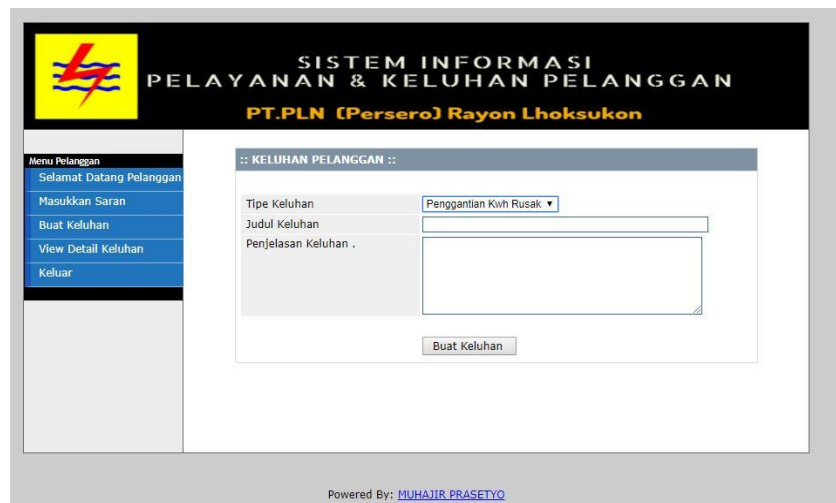 SISTEM INFORMASI
PELAYANAN & KELUHAN PELANGGAN
PT.PLN (Persero) Rayon Lhoksukon
Menu Pelanggan
Selamat Datang Pelanggan
Masukkan Saran
Buat Keluhan
View Detail Keluhan
Keluar
:: KELUHAN PELANGGAN ::
Tipe Keluhan Penggantian Kwh Rusak
Judul Keluhan
Penjelasan Keluhan .
Buat Keluhan
Powered By: MUHAJIR PRASETYO